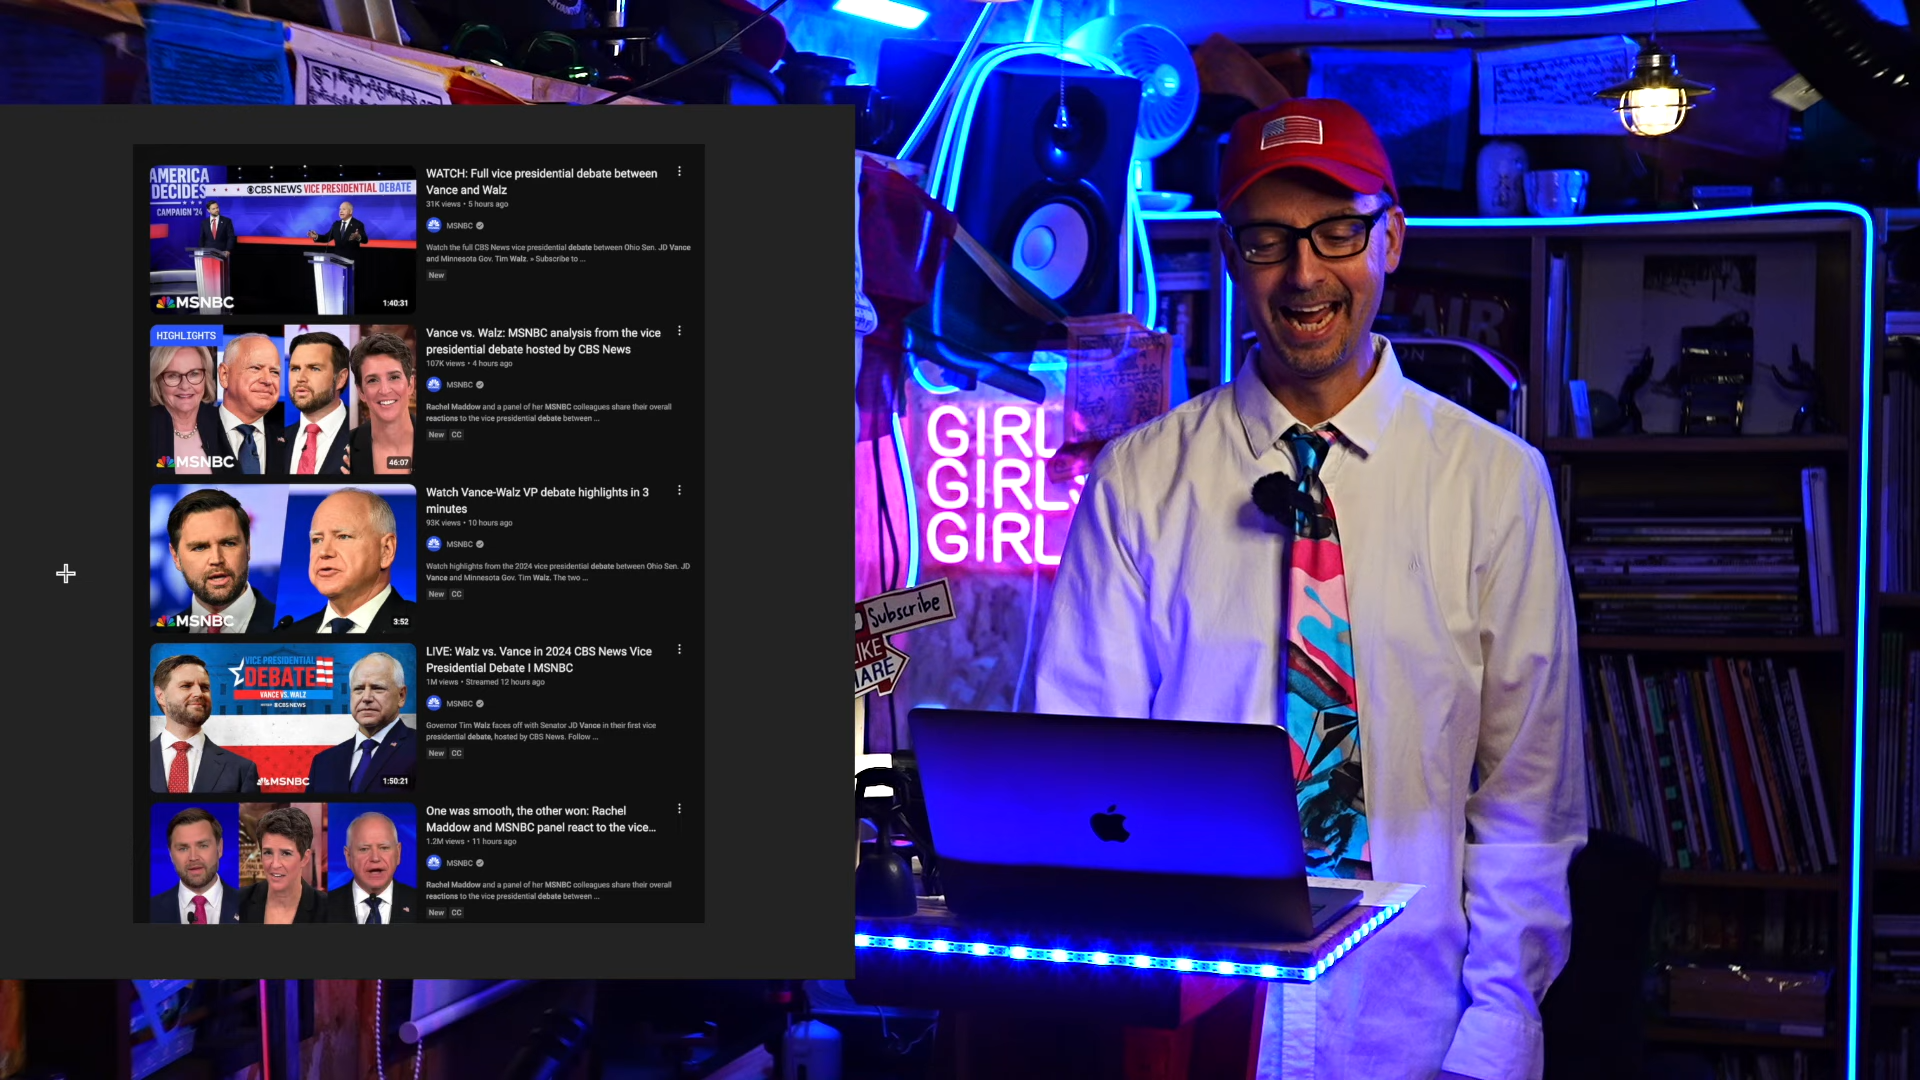 AMERICA
DECIDES
CAMPAIGN '24
CBS NEWS VICE PRESIDENTIAL DEBATE
MSNBC
1:40:31
WATCH: Full vice presidential debate between
Vance and Walz
31K views • 5 hours ago
MSNBC
Watch the full CBS News vice presidential debate between Ohio Sen. JD Vance
and Minnesota Gov. Tim Walz. » Subscribe to ...
New
HIGHLIGHTS
MSNBC
46:07
Vance vs. Walz: MSNBC analysis from the vice
presidential debate hosted by CBS News
107K views • 4 hours ago
MSNBC
Rachel Maddow and a panel of her MSNBC colleagues share their overall
reactions to the vice presidential debate between ...
New CC
MSNBC
3:52
Watch Vance-Walz VP debate highlights in 3
minutes
93K views • 10 hours ago
MSNBC
Watch highlights from the 2024 vice presidential debate between Ohio Sen. JD
Vance and Minnesota Gov. Tim Walz. The two ...
New CC
VICE PRESIDENTIAL
DEBATE
VANCE VS. WALZ
CBS NEWS
MSNBC
1:50:21
LIVE: Walz vs. Vance in 2024 CBS News Vice
Presidential Debate | MSNBC
1M views • Streamed 12 hours ago
MSNBC
Governor Tim Walz faces off with Senator JD Vance in their first vice
presidential debate, hosted by CBS News. Follow ...
New CC
One was smooth, the other won: Rachel
Maddow and MSNBC panel react to the vice...
1.2M views • 11 hours ago
MSNBC
Rachel Maddow and a panel of her MSNBC colleagues share their overall
reactions to the vice presidential debate between ...
New CC
GIRL
GIRLS
GIRL
Subscribe
IKE
HARE
AIR